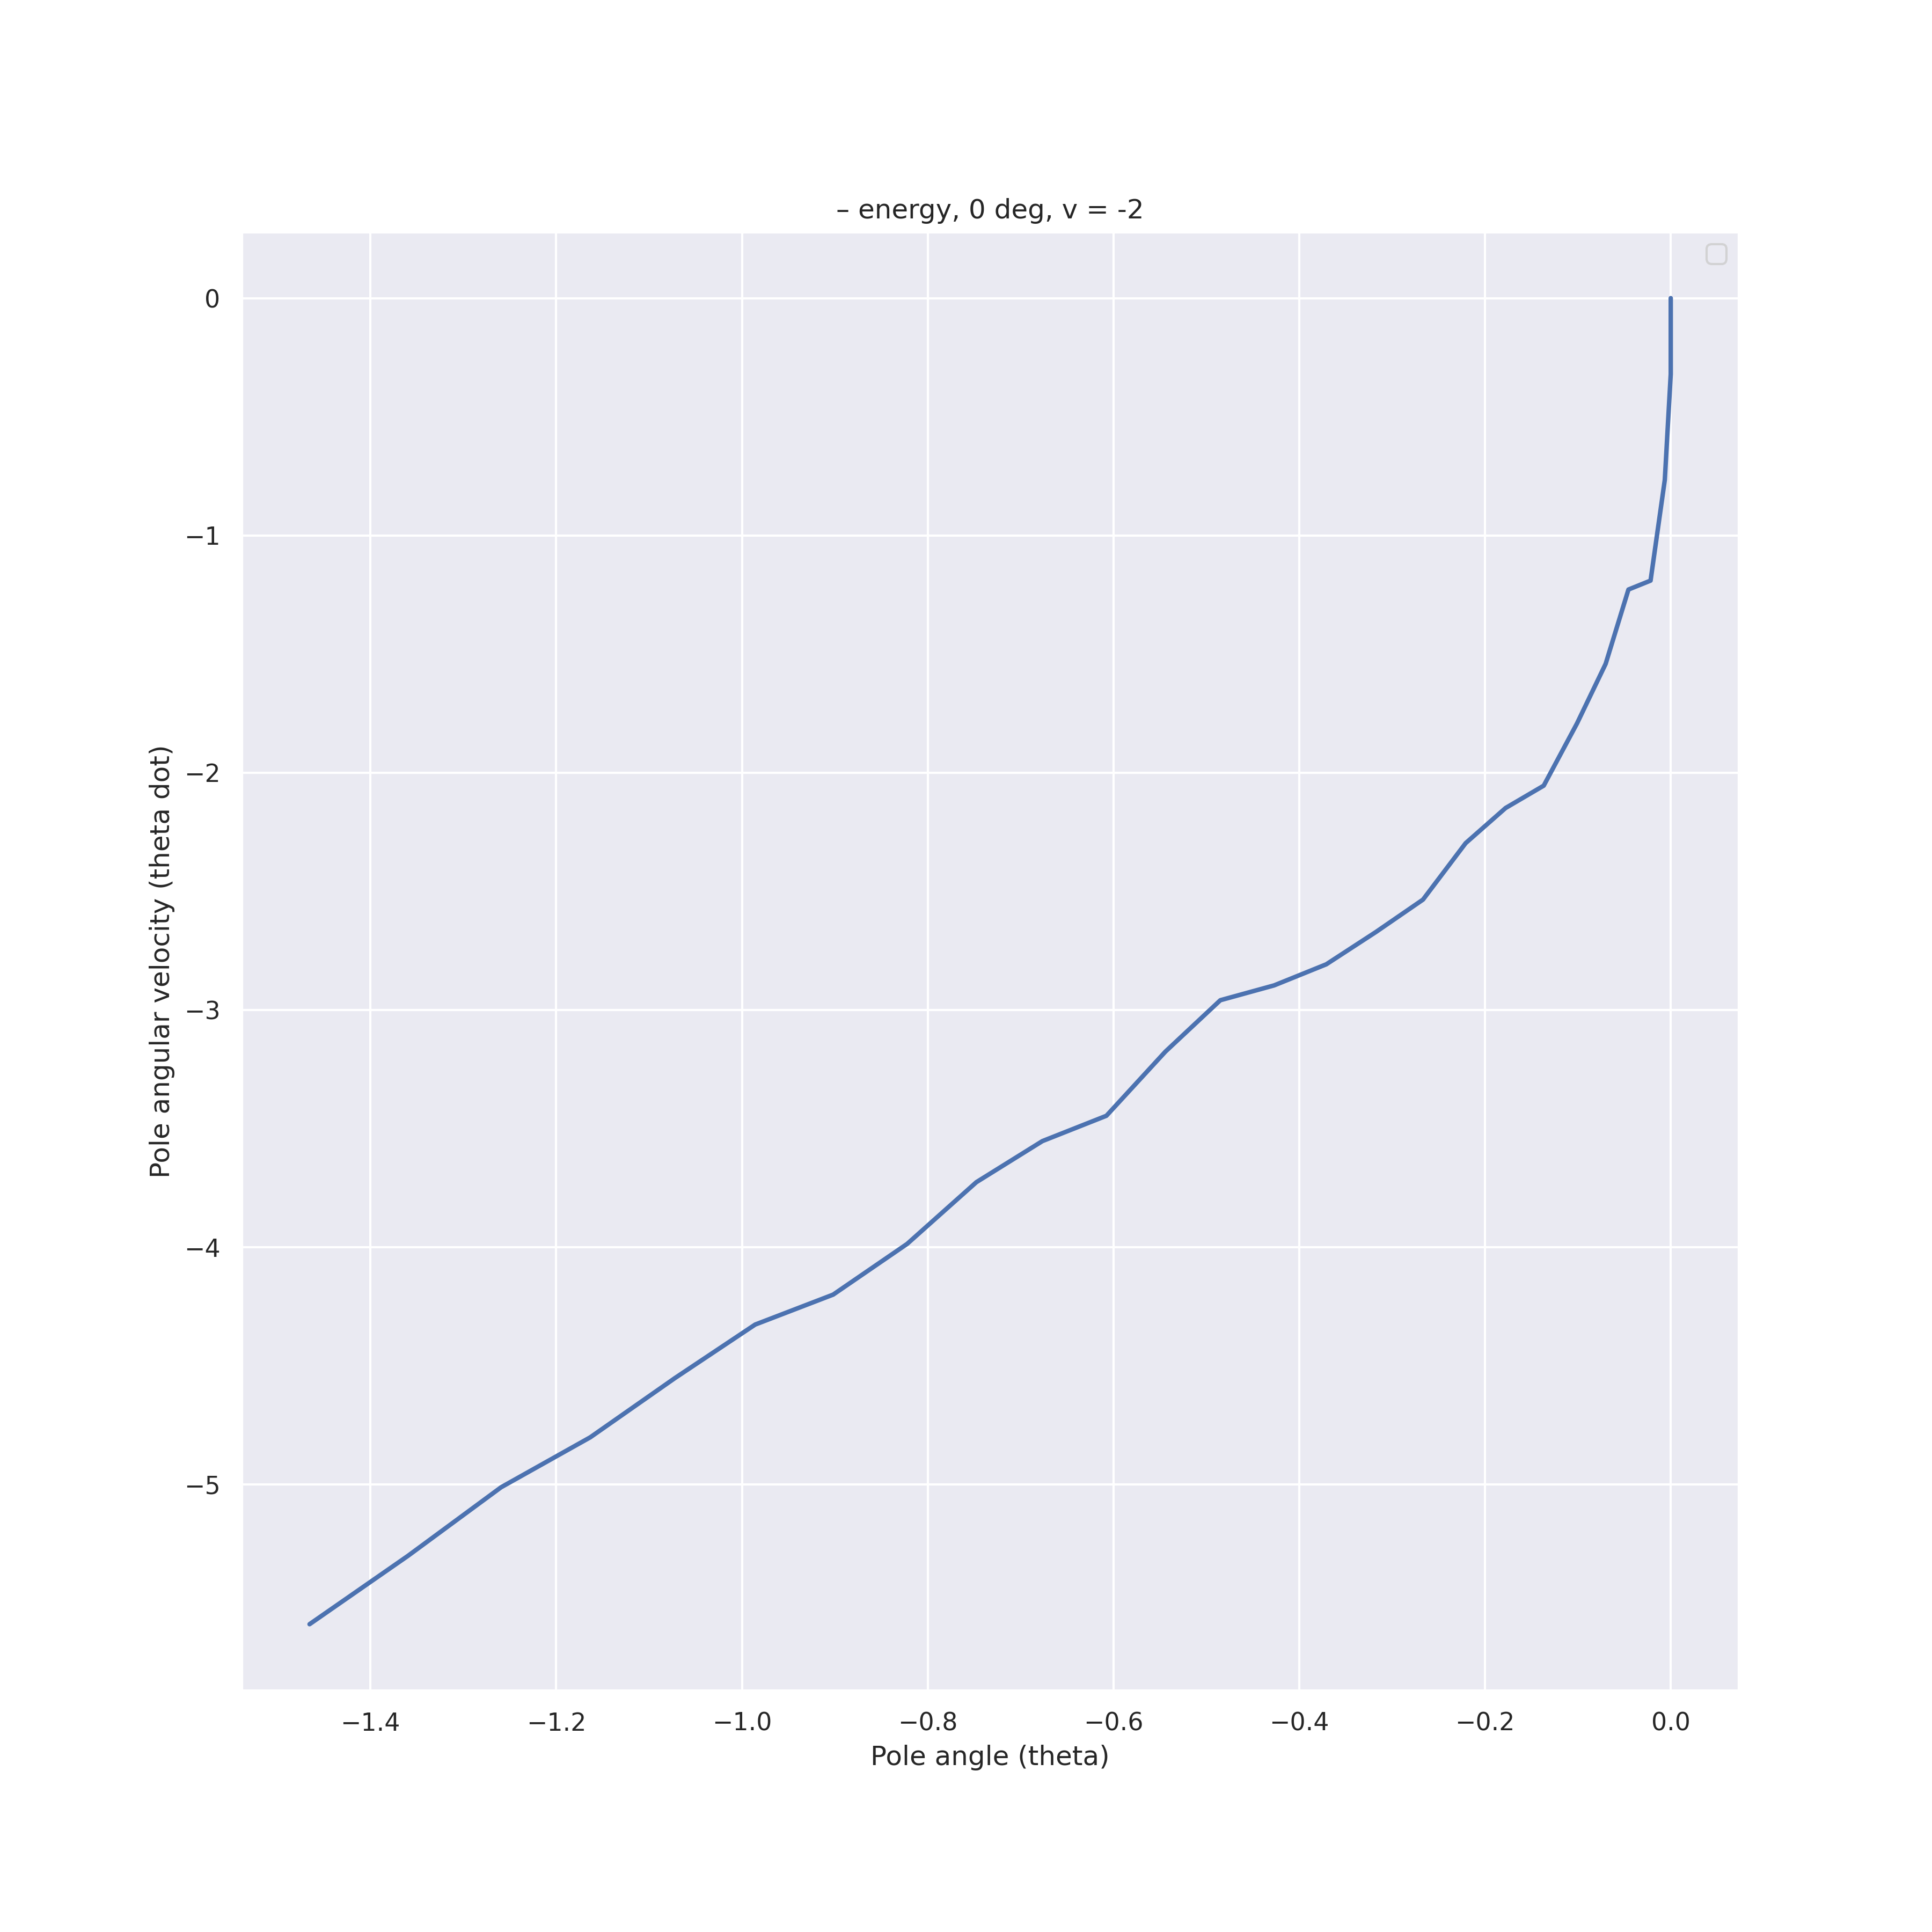 – energy, 0 deg, v = -2
0
−1
−2
−3
−4
−5
Pole angular velocity (theta dot)
−1.4 −1.2 −1.0 −0.8 −0.6 −0.4 −0.2 0.0
Pole angle (theta)